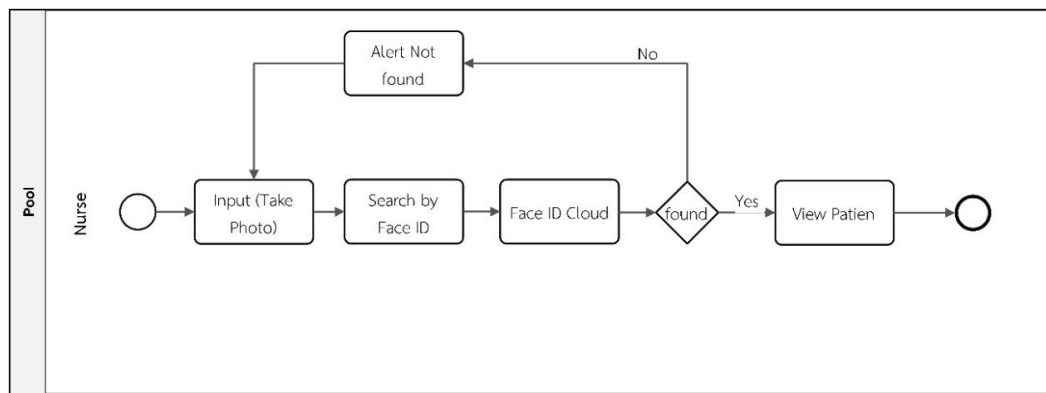 Pool
Nurse
Alert Not
found
No
Input (Take
Photo)
Search by
Face ID
Face ID Cloud
found
Yes
View Patien